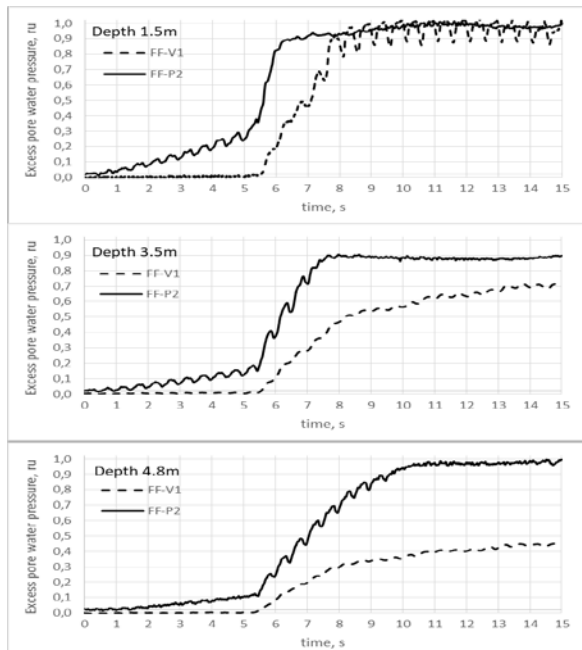 Depth 1.5m
FF-V1
FF-P2
Excess pore water pressure, ru
1,0
0,9
0,8
0,7
0,6
0,5
0,4
0,3
0,2
0,1
0,0
0 1 2 3 4 5 6 7 8 9 10 11 12 13 14 15
time, s
Depth 3.5m
FF-V1
FF-P2
Excess pore water pressure, ru
1,0
0,9
0,8
0,7
0,6
0,5
0,4
0,3
0,2
0,1
0,0
0 1 2 3 4 5 6 7 8 9 10 11 12 13 14 15
time, s
Depth 4.8m
FF-V1
FF-P2
Excess pore water pressure, ru
1,0
0,9
0,8
0,7
0,6
0,5
0,4
0,3
0,2
0,1
0,0
0 1 2 3 4 5 6 7 8 9 10 11 12 13 14 15
time, s